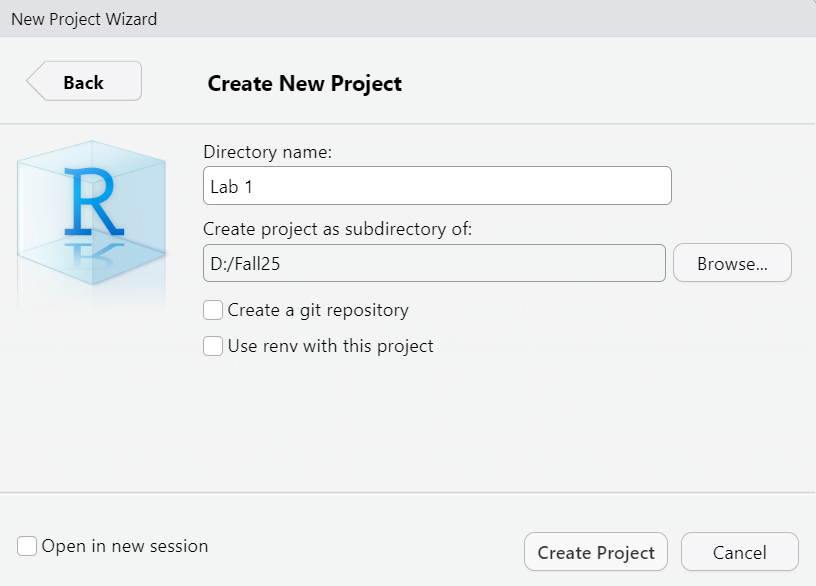 New Project Wizard
Back
Create New Project
R
Directory name:
Lab 1
Create project as subdirectory of:
D:/Fall25
Browse...
Create a git repository
Use renv with this project
Open in new session
Create Project
Cancel